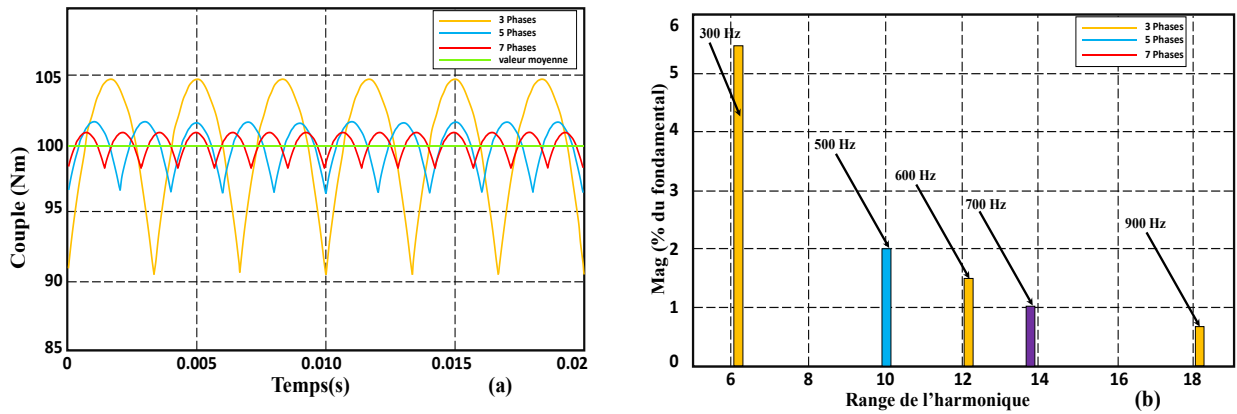 3 Phases
5 Phases
7 Phases
valeur moyenne
105
100
95
90
85
0
0.005
0.010
0.015
0.02
Couple (Nm)
Temps(s)
(a)
3 Phases
5 Phases
7 Phases
300 Hz
500 Hz
600 Hz
700 Hz
900 Hz
6
5
4
3
2
1
0
6
8
10
12
14
16
18
Mag (% du fondamental)
Range de l’harmonique
(b)